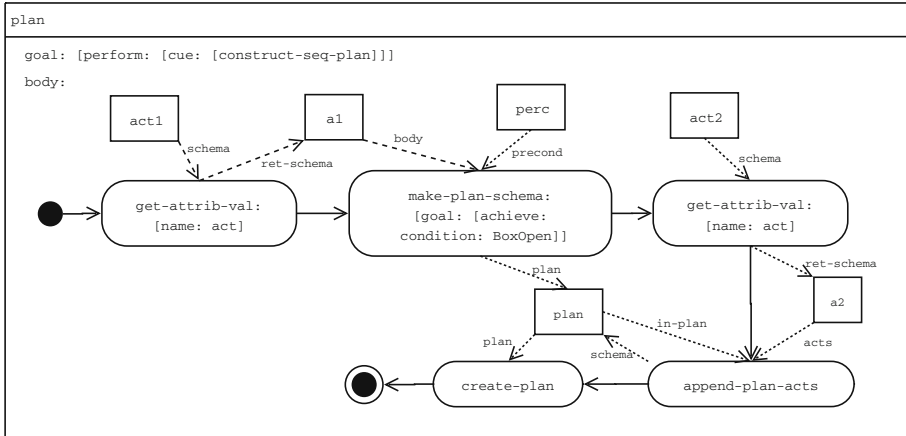 plan
goal: [perform: [cue: [construct-seq-plan]]]
body:
act1
a1
perc
act2
schema
ret-schema
body
precond
schema
get-attrib-val:
[name: act]
make-plan-schema:
[goal: [achieve:
condition: BoxOpen]]
get-attrib-val:
[name: act]
plan
ret-schema
plan
a2
in-plan
plan
schema
acts
create-plan
append-plan-acts